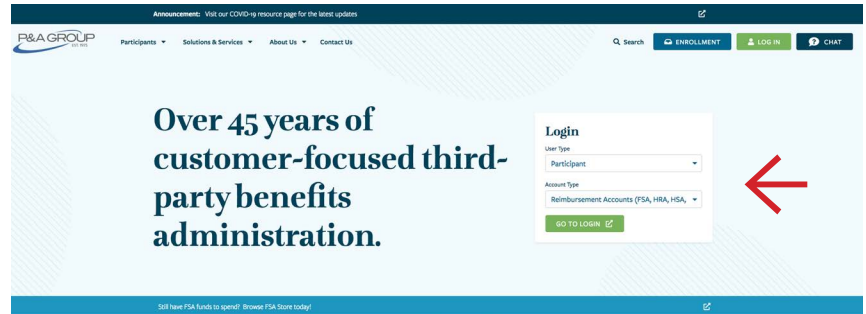 Announcement: Visit our COVID-19 resource page for the latest updates
P&A GROUP
EST. 1975
Participants
Solutions & Services
About Us
Contact Us
Search
ENROLLMENT
LOG IN
CHAT
Over 45 years of
customer-focused third-
party benefits
administration.
Login
User Type
Participant
Account Type
Reimbursement Accounts (FSA, HRA, HSA,
GO TO LOGIN
Still have FSA funds to spend? Browse FSA Store today!